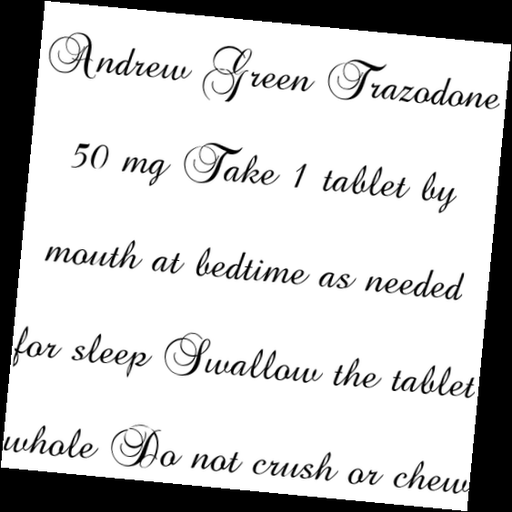 Andrew Green Trazodone
50 mg Take 1 tablet by
mouth at bedtime as needed
for sleep Swallow the tablet
whole Do not crush or chew